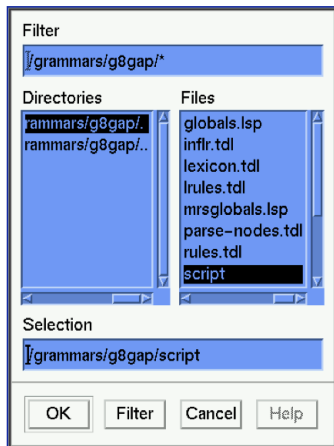 Filter
/grammars/g8gap/*
Directories
rammars/g8gap/.
rammars/g8gap/..
Files
globals.lsp
inflr.tdl
lexicon.tdl
lrules.tdl
mrsglobals.lsp
parse-nodes.tdl
rules.tdl
script
Selection
/grammars/g8gap/script
OK Filter Cancel Help